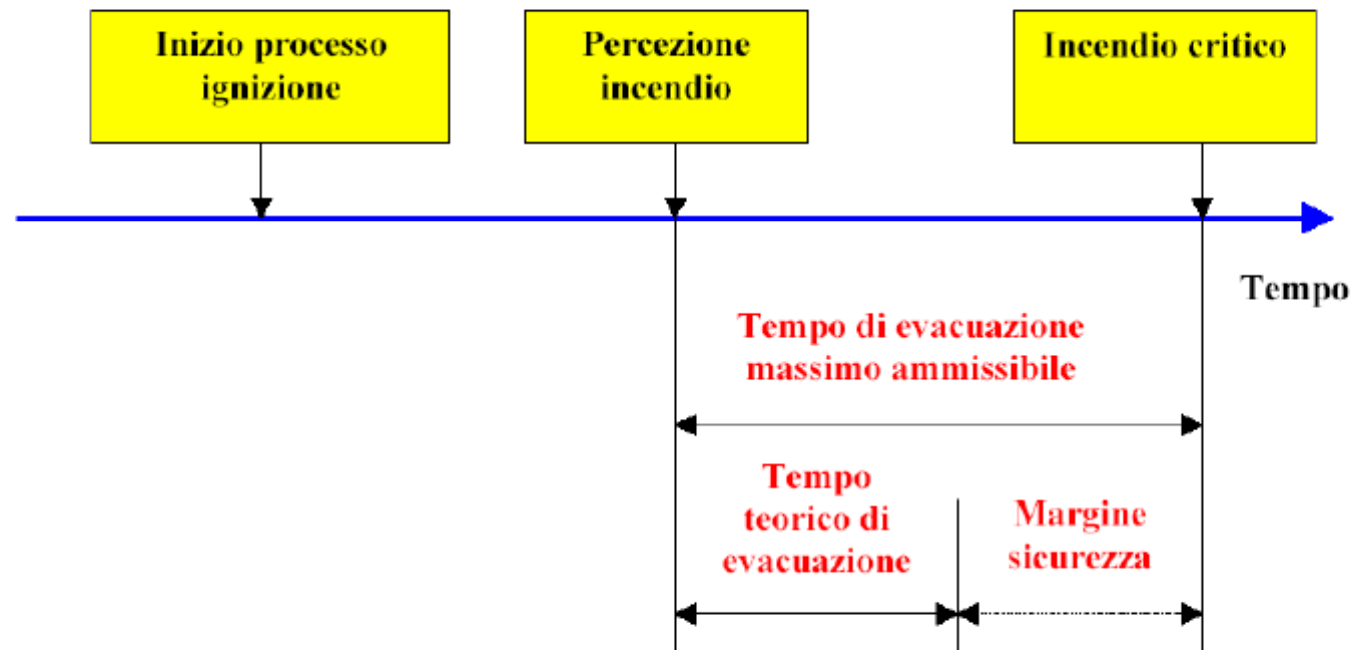 Inizio processo
ignizione
Percezione
incendio
Incendio critico
Tempo
Tempo di evacuazione
massimo ammissibile
Tempo
teorico di
evacuazione
Margine
sicurezza